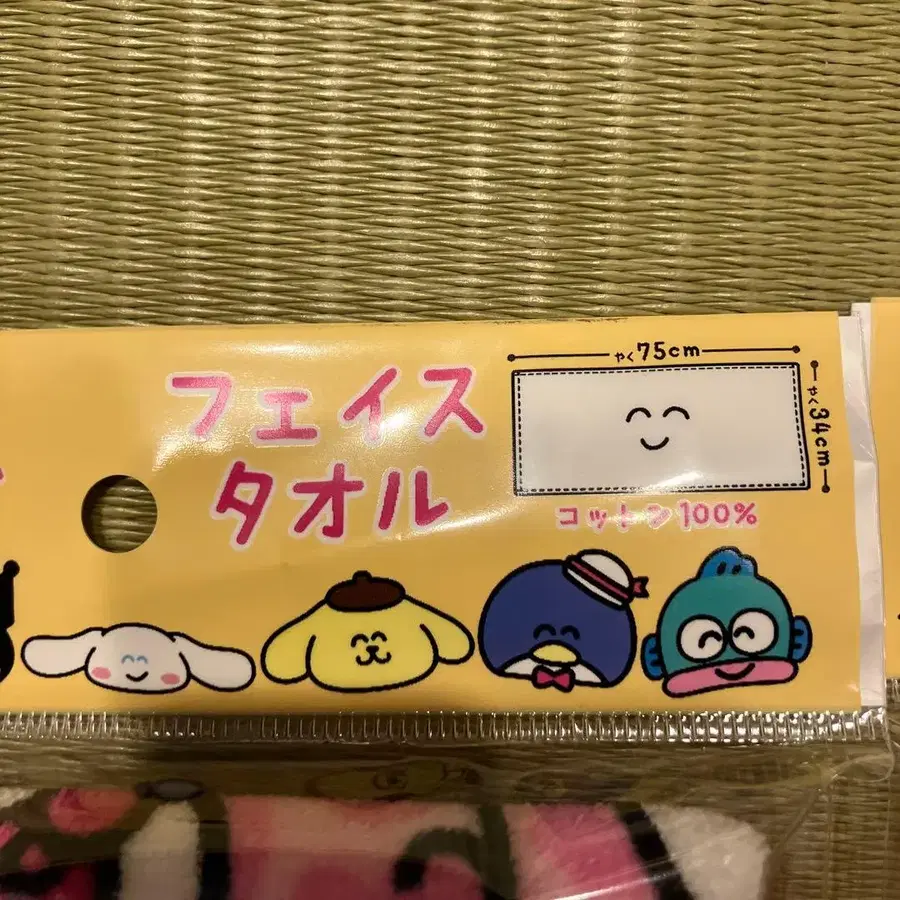 フェイス
タオル
やく75cm
やく34cm
コットン100%